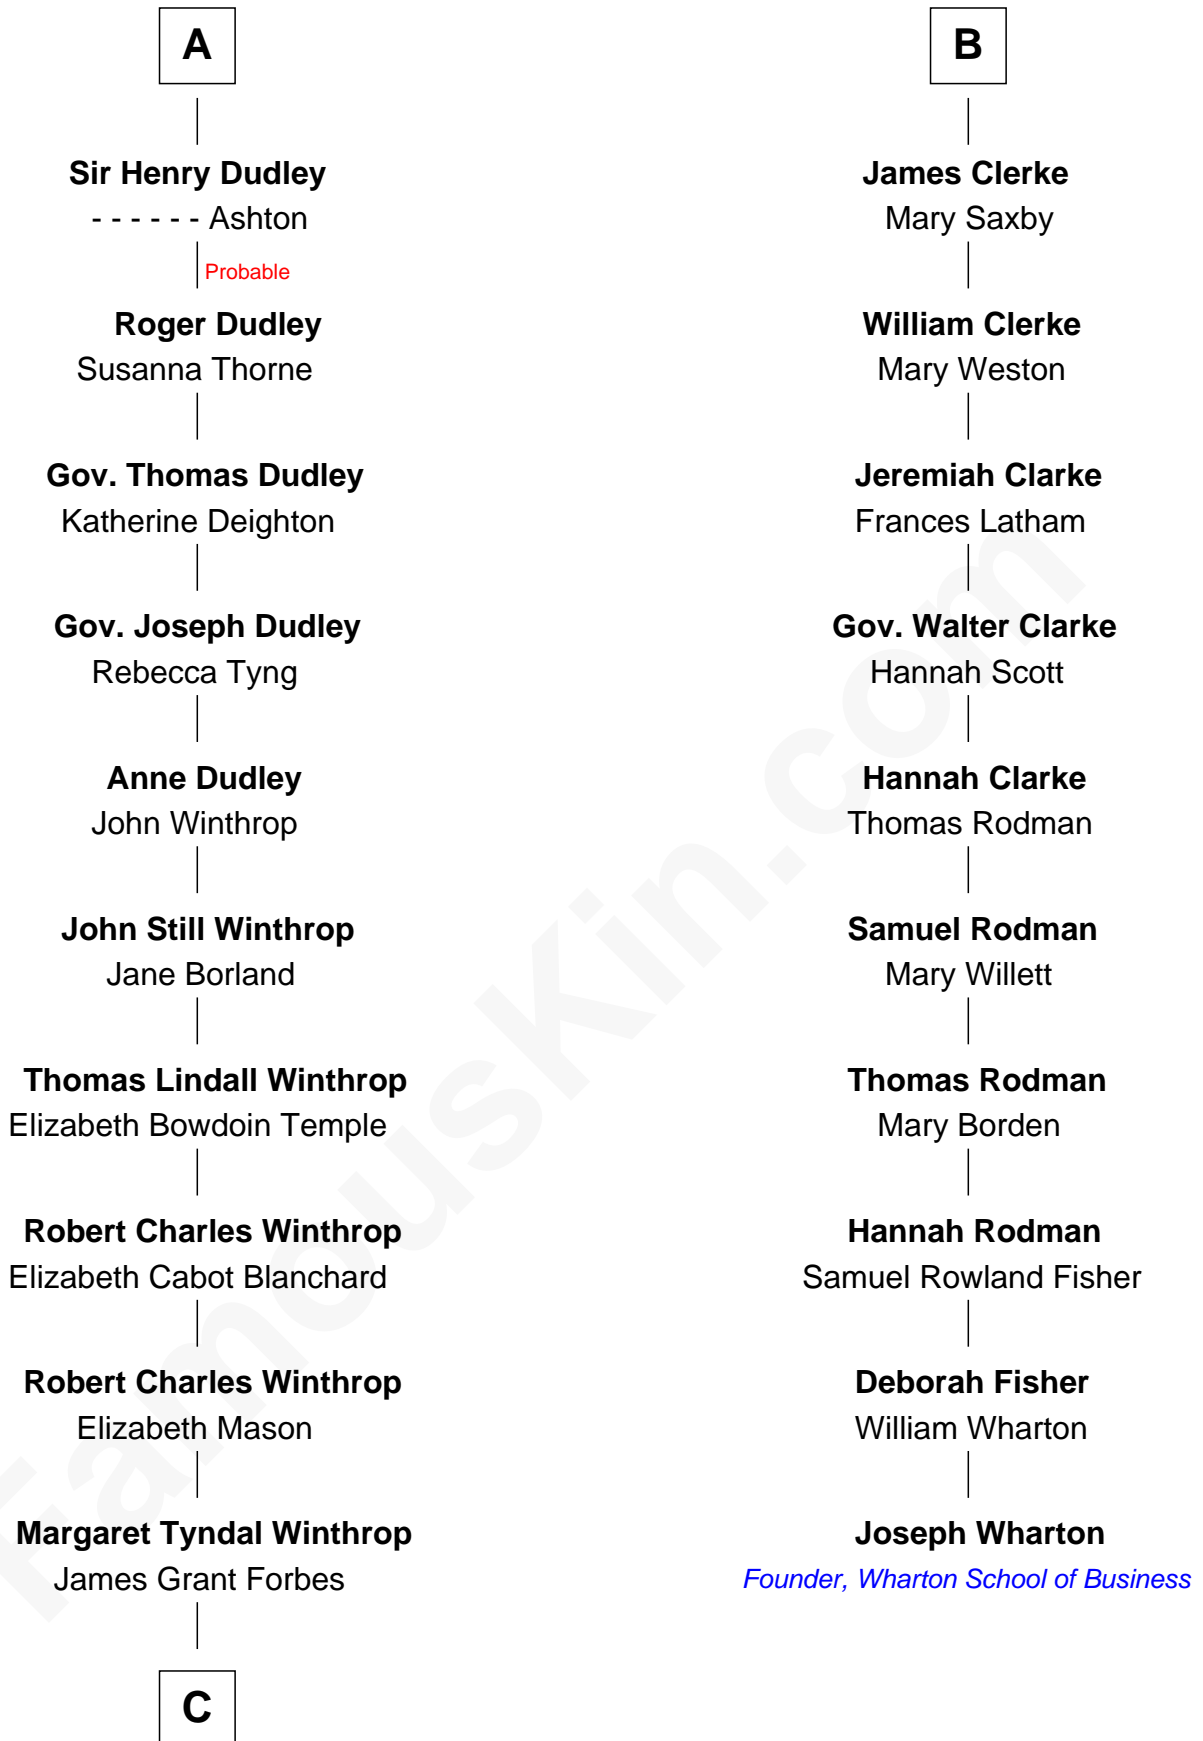 A
Sir Henry Dudley
- - - - - - Ashton
Probable
Roger Dudley
Susanna Thorne
Gov. Thomas Dudley
Katherine Deighton
Gov. Joseph Dudley
Rebecca Tyng
Anne Dudley
John Winthrop
John Still Winthrop
Jane Borland
Thomas Lindall Winthrop
Elizabeth Bowdoin Temple
Robert Charles Winthrop
Elizabeth Cabot Blanchard
Robert Charles Winthrop
Elizabeth Mason
Margaret Tyndal Winthrop
James Grant Forbes
C
B
James Clerke
Mary Saxby
William Clerke
Mary Weston
Jeremiah Clarke
Frances Latham
Gov. Walter Clarke
Hannah Scott
Hannah Clarke
Thomas Rodman
Samuel Rodman
Mary Willett
Thomas Rodman
Mary Borden
Hannah Rodman
Samuel Rowland Fisher
Deborah Fisher
William Wharton
Joseph Wharton
Founder, Wharton School of Business
FamousKin.com